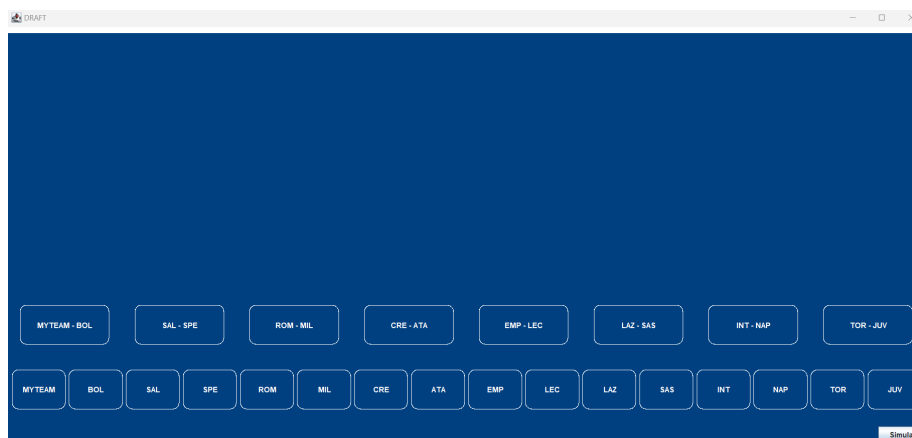 DRAFT
MYTEAM - BOL SAL - SPE ROM - MIL CRE - ATA EMP - LEC LAZ - SAS INT - NAP TOR - JUV
MYTEAM BOL SAL SPE ROM MIL CRE ATA EMP LEC LAZ SAS INT NAP TOR JUV
Simula